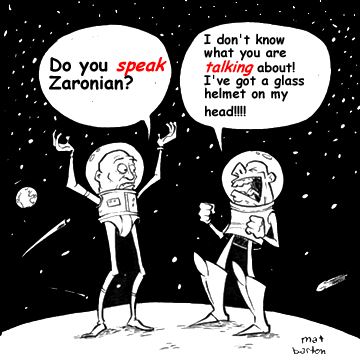 Do you speak
Zaronian?
I don't know
what you are
talking about!
I've got a glass
helmet on my
head!!!!
mat
barton